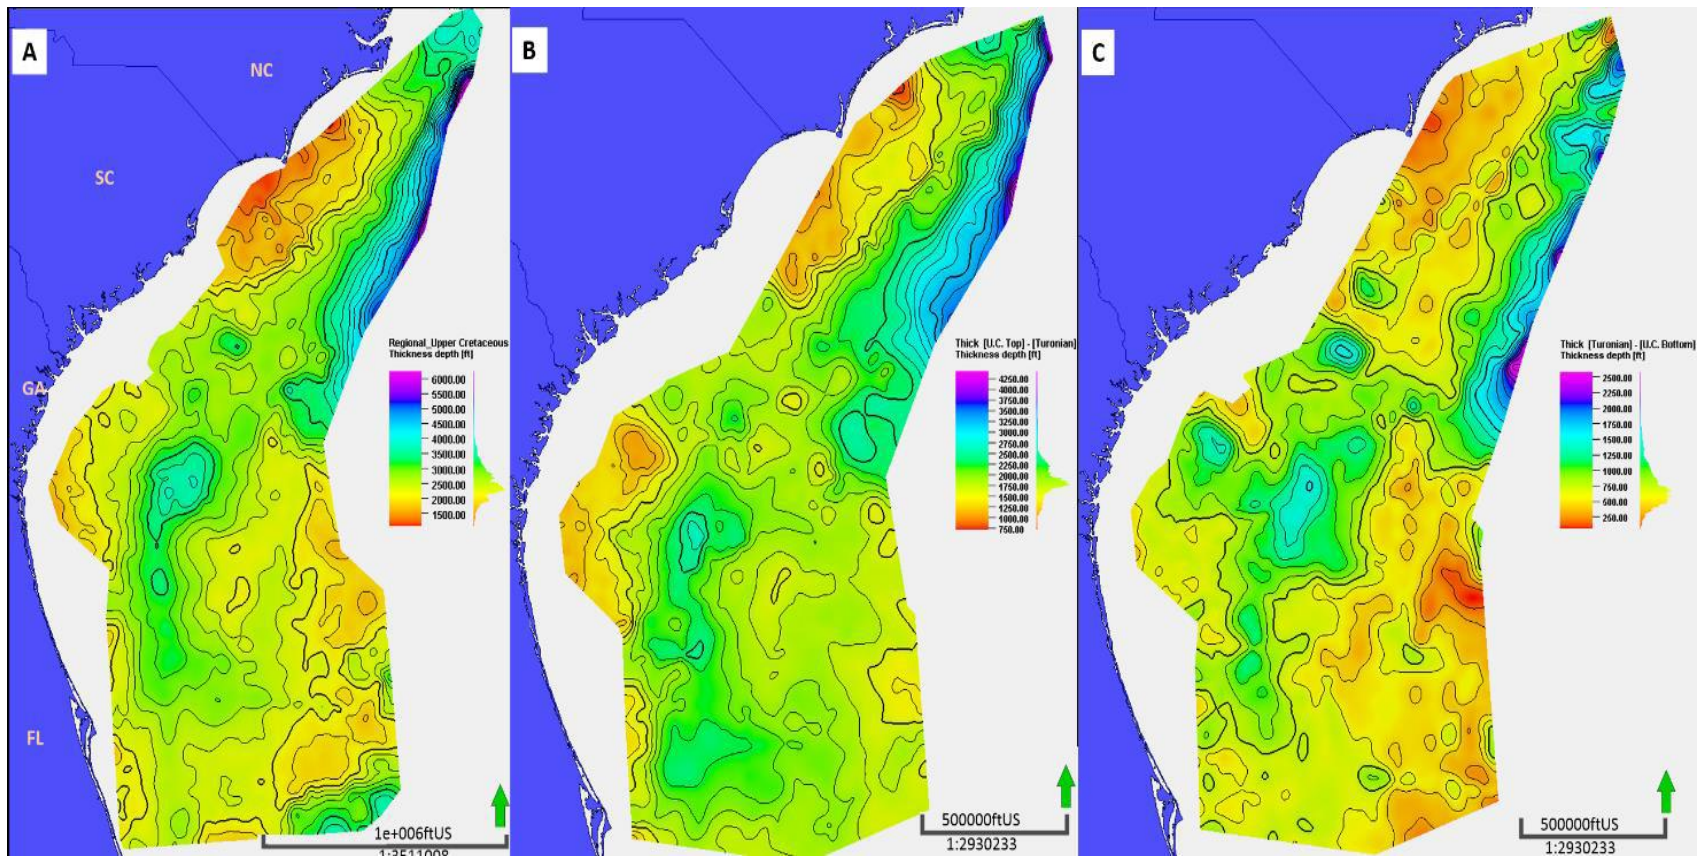 A
NC
SC
GA
FL
Regional_Upper Cretaceous
Thickness depth [ft]
6000.00
5500.00
5000.00
4500.00
4000.00
3500.00
3000.00
2500.00
2000.00
1500.00
1e+006ftUS
1:3511008
B
Thick [U.C. Top] - [Turonian]
Thickness depth [ft]
4250.00
4000.00
3750.00
3500.00
3250.00
3000.00
2750.00
2500.00
2250.00
2000.00
1750.00
1500.00
1250.00
1000.00
750.00
500000ftUS
1:2930233
C
Thick [Turonian] - [U.C. Bottom]
Thickness depth [ft]
2500.00
2250.00
2000.00
1750.00
1500.00
1250.00
1000.00
750.00
500.00
250.00
500000ftUS
1:2930233